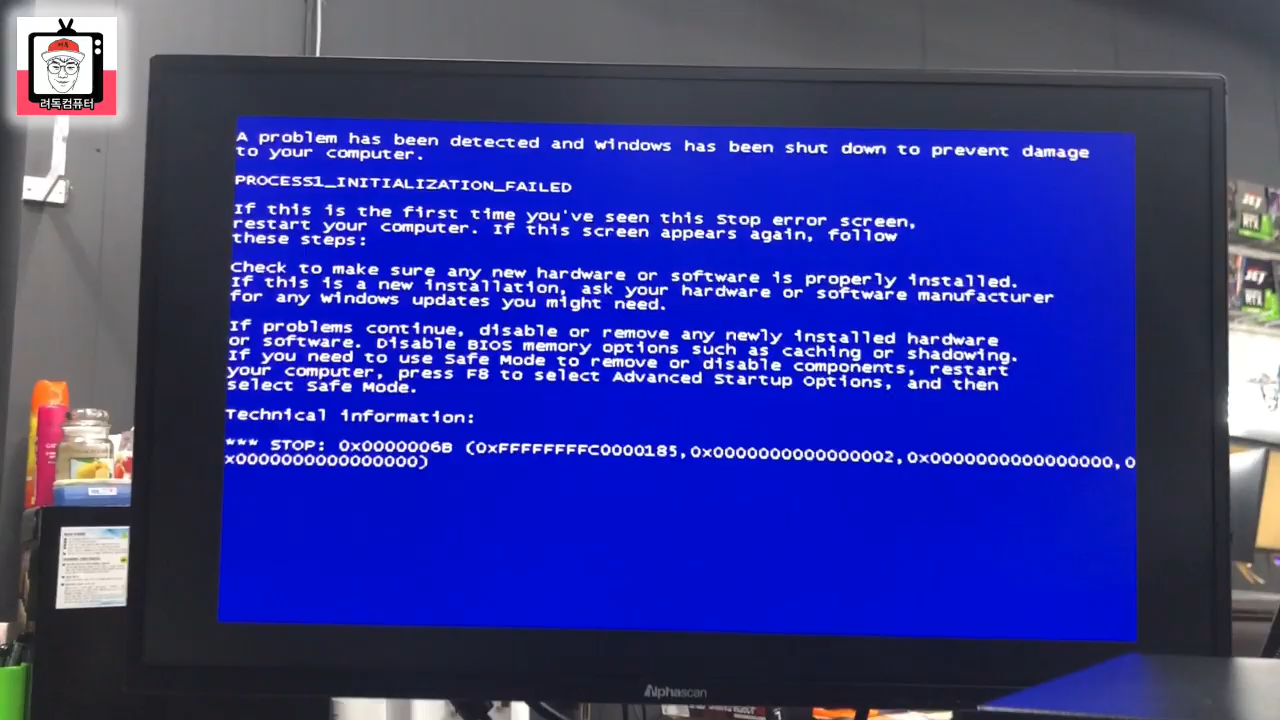 려독컴퓨터
A problem has been detected and Windows has been shut down to prevent damage
to your computer.
PROCESS1_INITIALIZATION_FAILED
If this is the first time you've seen this Stop error screen,
restart your computer. If this screen appears again, follow
these steps:
Check to make sure any new hardware or software is properly installed.
If this is a new installation, ask your hardware or software manufacturer
for any Windows updates you might need.
If problems continue, disable or remove any newly installed hardware
or software. Disable BIOS memory options such as caching or shadowing.
If you need to use Safe Mode to remove or disable components, restart
your computer, press F8 to select Advanced Startup Options, and then
select Safe Mode.
Technical information:
*** STOP: 0x0000006B (0xFFFFFFFFC0000185,0x0000000000000002,0x0000000000000000,0
x0000000000000000)
Alphascan
JET
RTX
JET
RTX